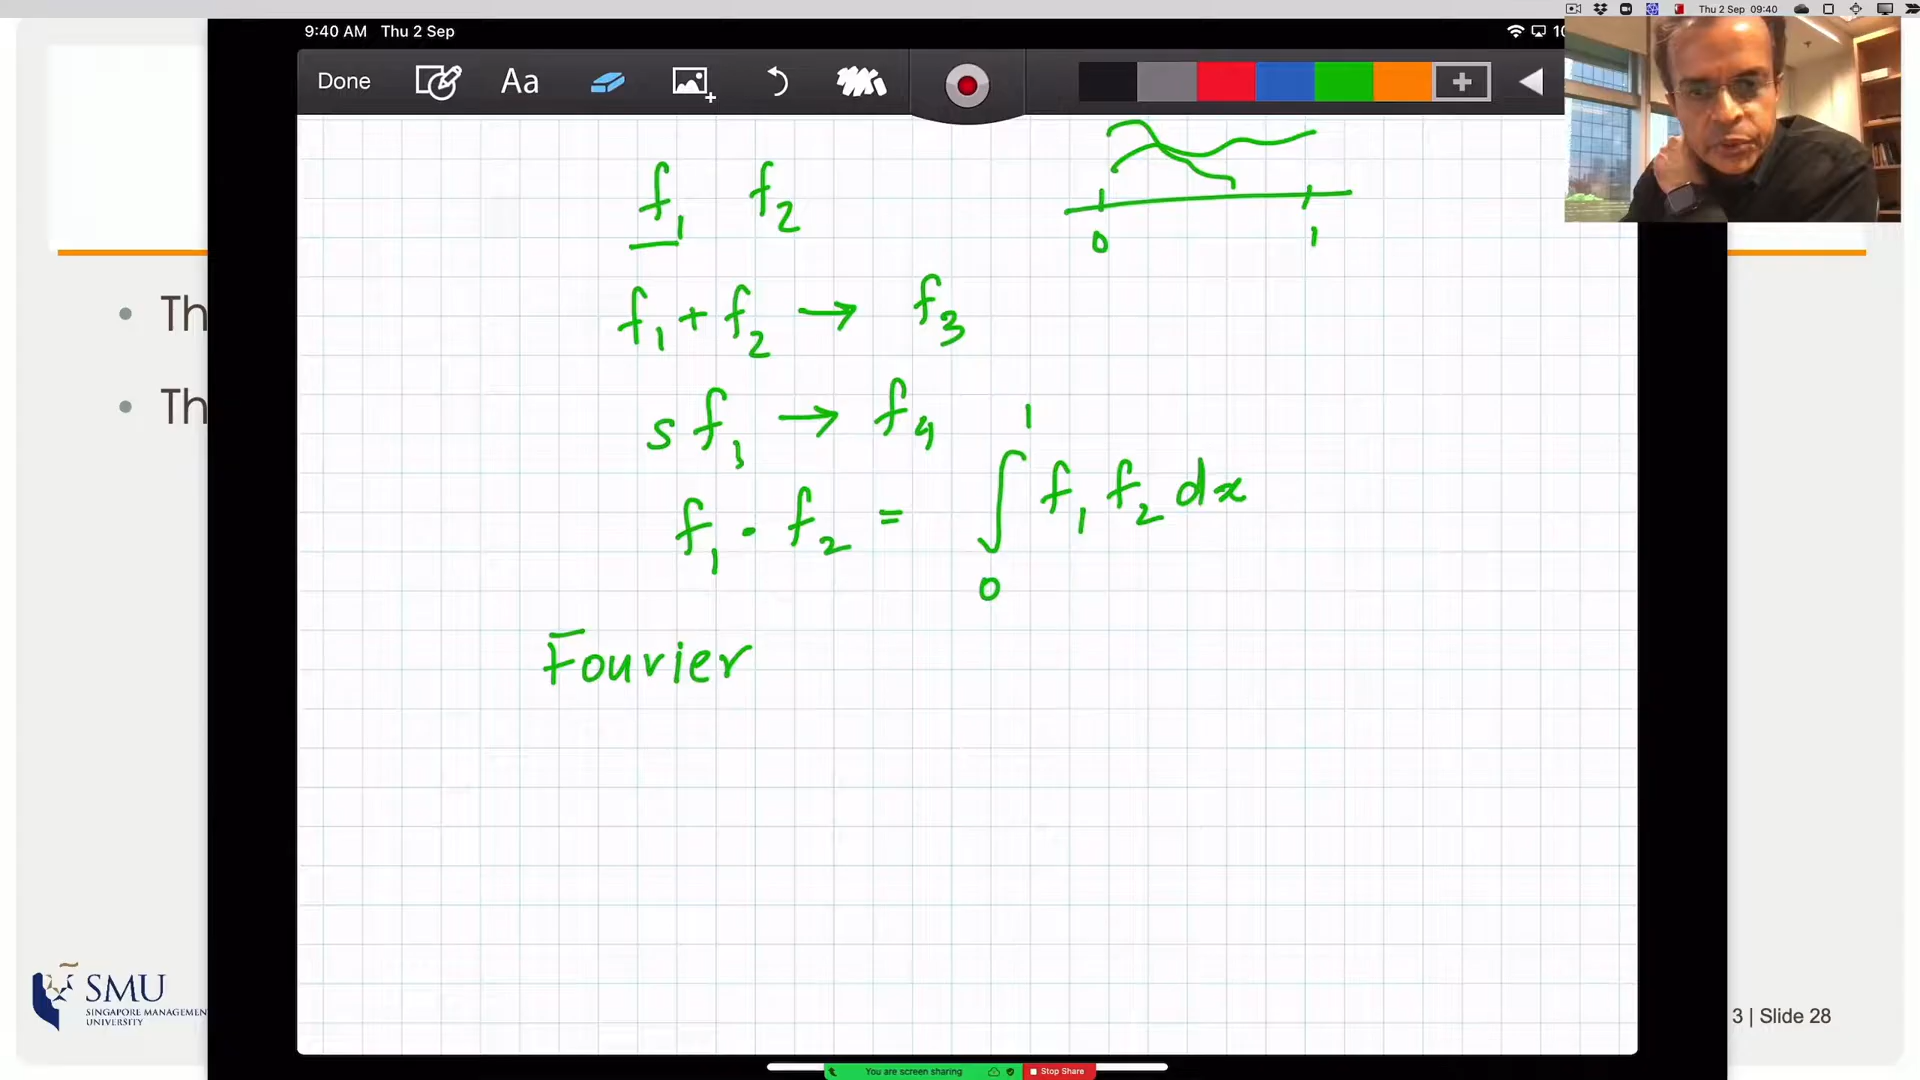 Thu 2 Sep 09:40
9:40 AM Thu 2 Sep
10
Done
Aa
f₁ f₂
0 1
f₁ + f₂ → f₃
s f₁ → f₄
f₁ · f₂ = ∫₀¹ f₁ f₂ dx
Fourier
• Th
• Th
SMU
SINGAPORE MANAGEMEN
UNIVERSITY
3 | Slide 28
You are screen sharing
Stop Share